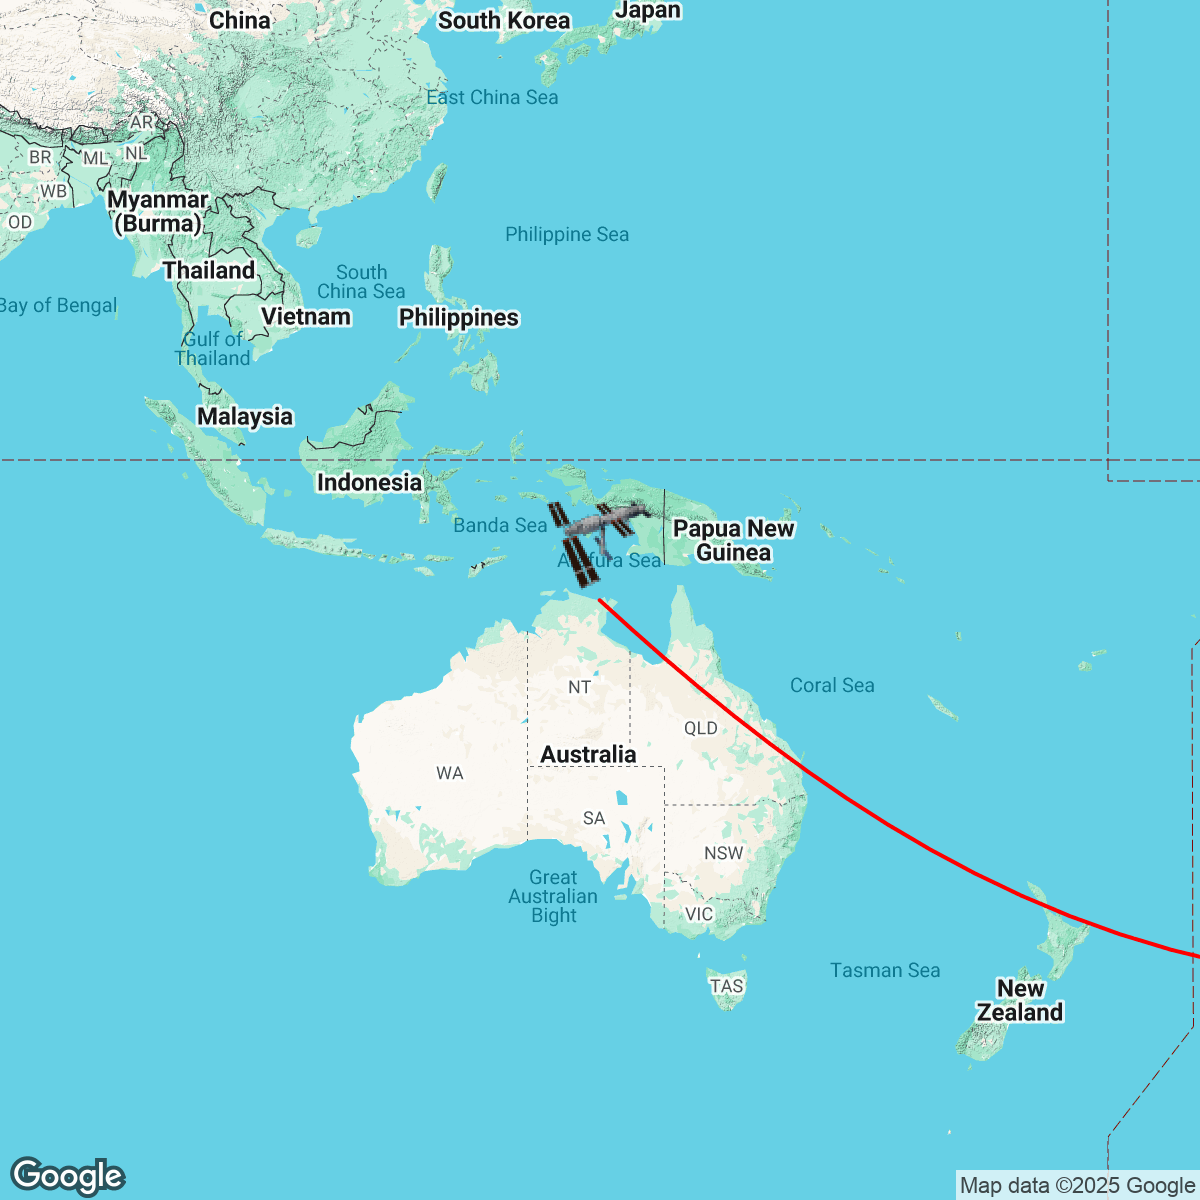 China
South Korea
Japan
East China Sea
AR
BR
ML
NL
WB
Myanmar
(Burma)
OD
Philippine Sea
Thailand
South
China Sea
Bay of Bengal
Vietnam
Philippines
Gulf of
Thailand
Malaysia
Indonesia
Banda Sea
Papua New
Guinea
Arafura Sea
Coral Sea
NT
QLD
Australia
WA
SA
NSW
Great
Australian
Bight
VIC
Tasman Sea
TAS
New
Zealand
Google
Map data ©2025 Google